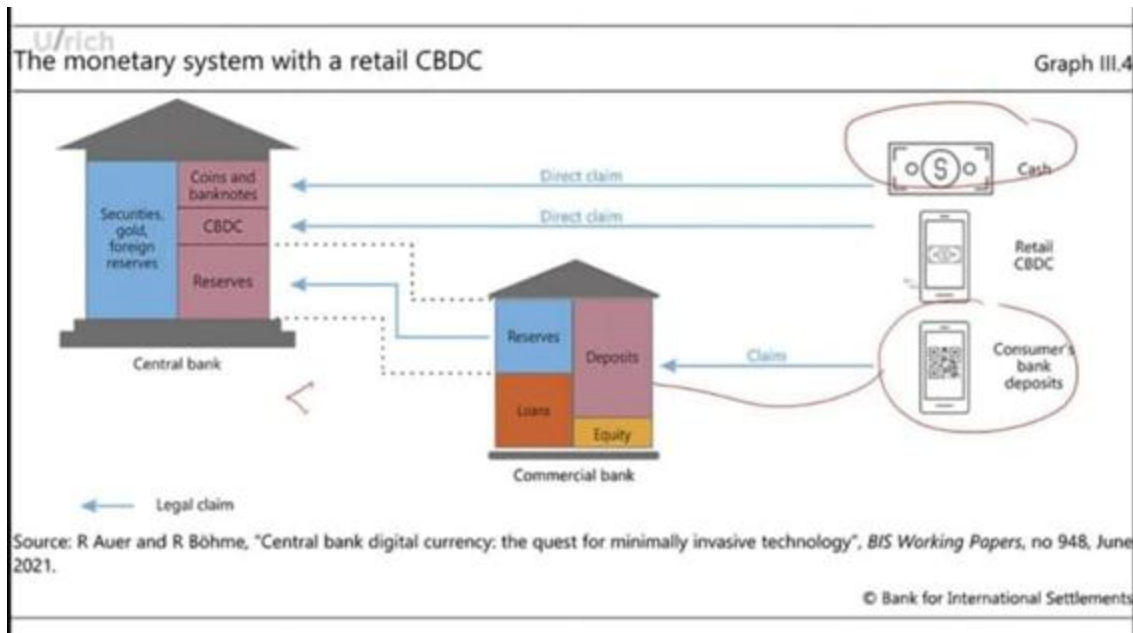 U/rich
The monetary system with a retail CBDC
Graph III.4
Securities,
gold,
foreign
reserves
Coins and
banknotes
CBDC
Reserves
Central bank
Direct claim
Direct claim
Cash
Retail
CBDC
Reserves
Loans
Deposits
Equity
Commercial bank
Claim
Consumer's
bank
deposits
Legal claim
Source: R Auer and R Böhme, "Central bank digital currency: the quest for minimally invasive technology", BIS Working Papers, no 948, June
2021.
© Bank for International Settlements